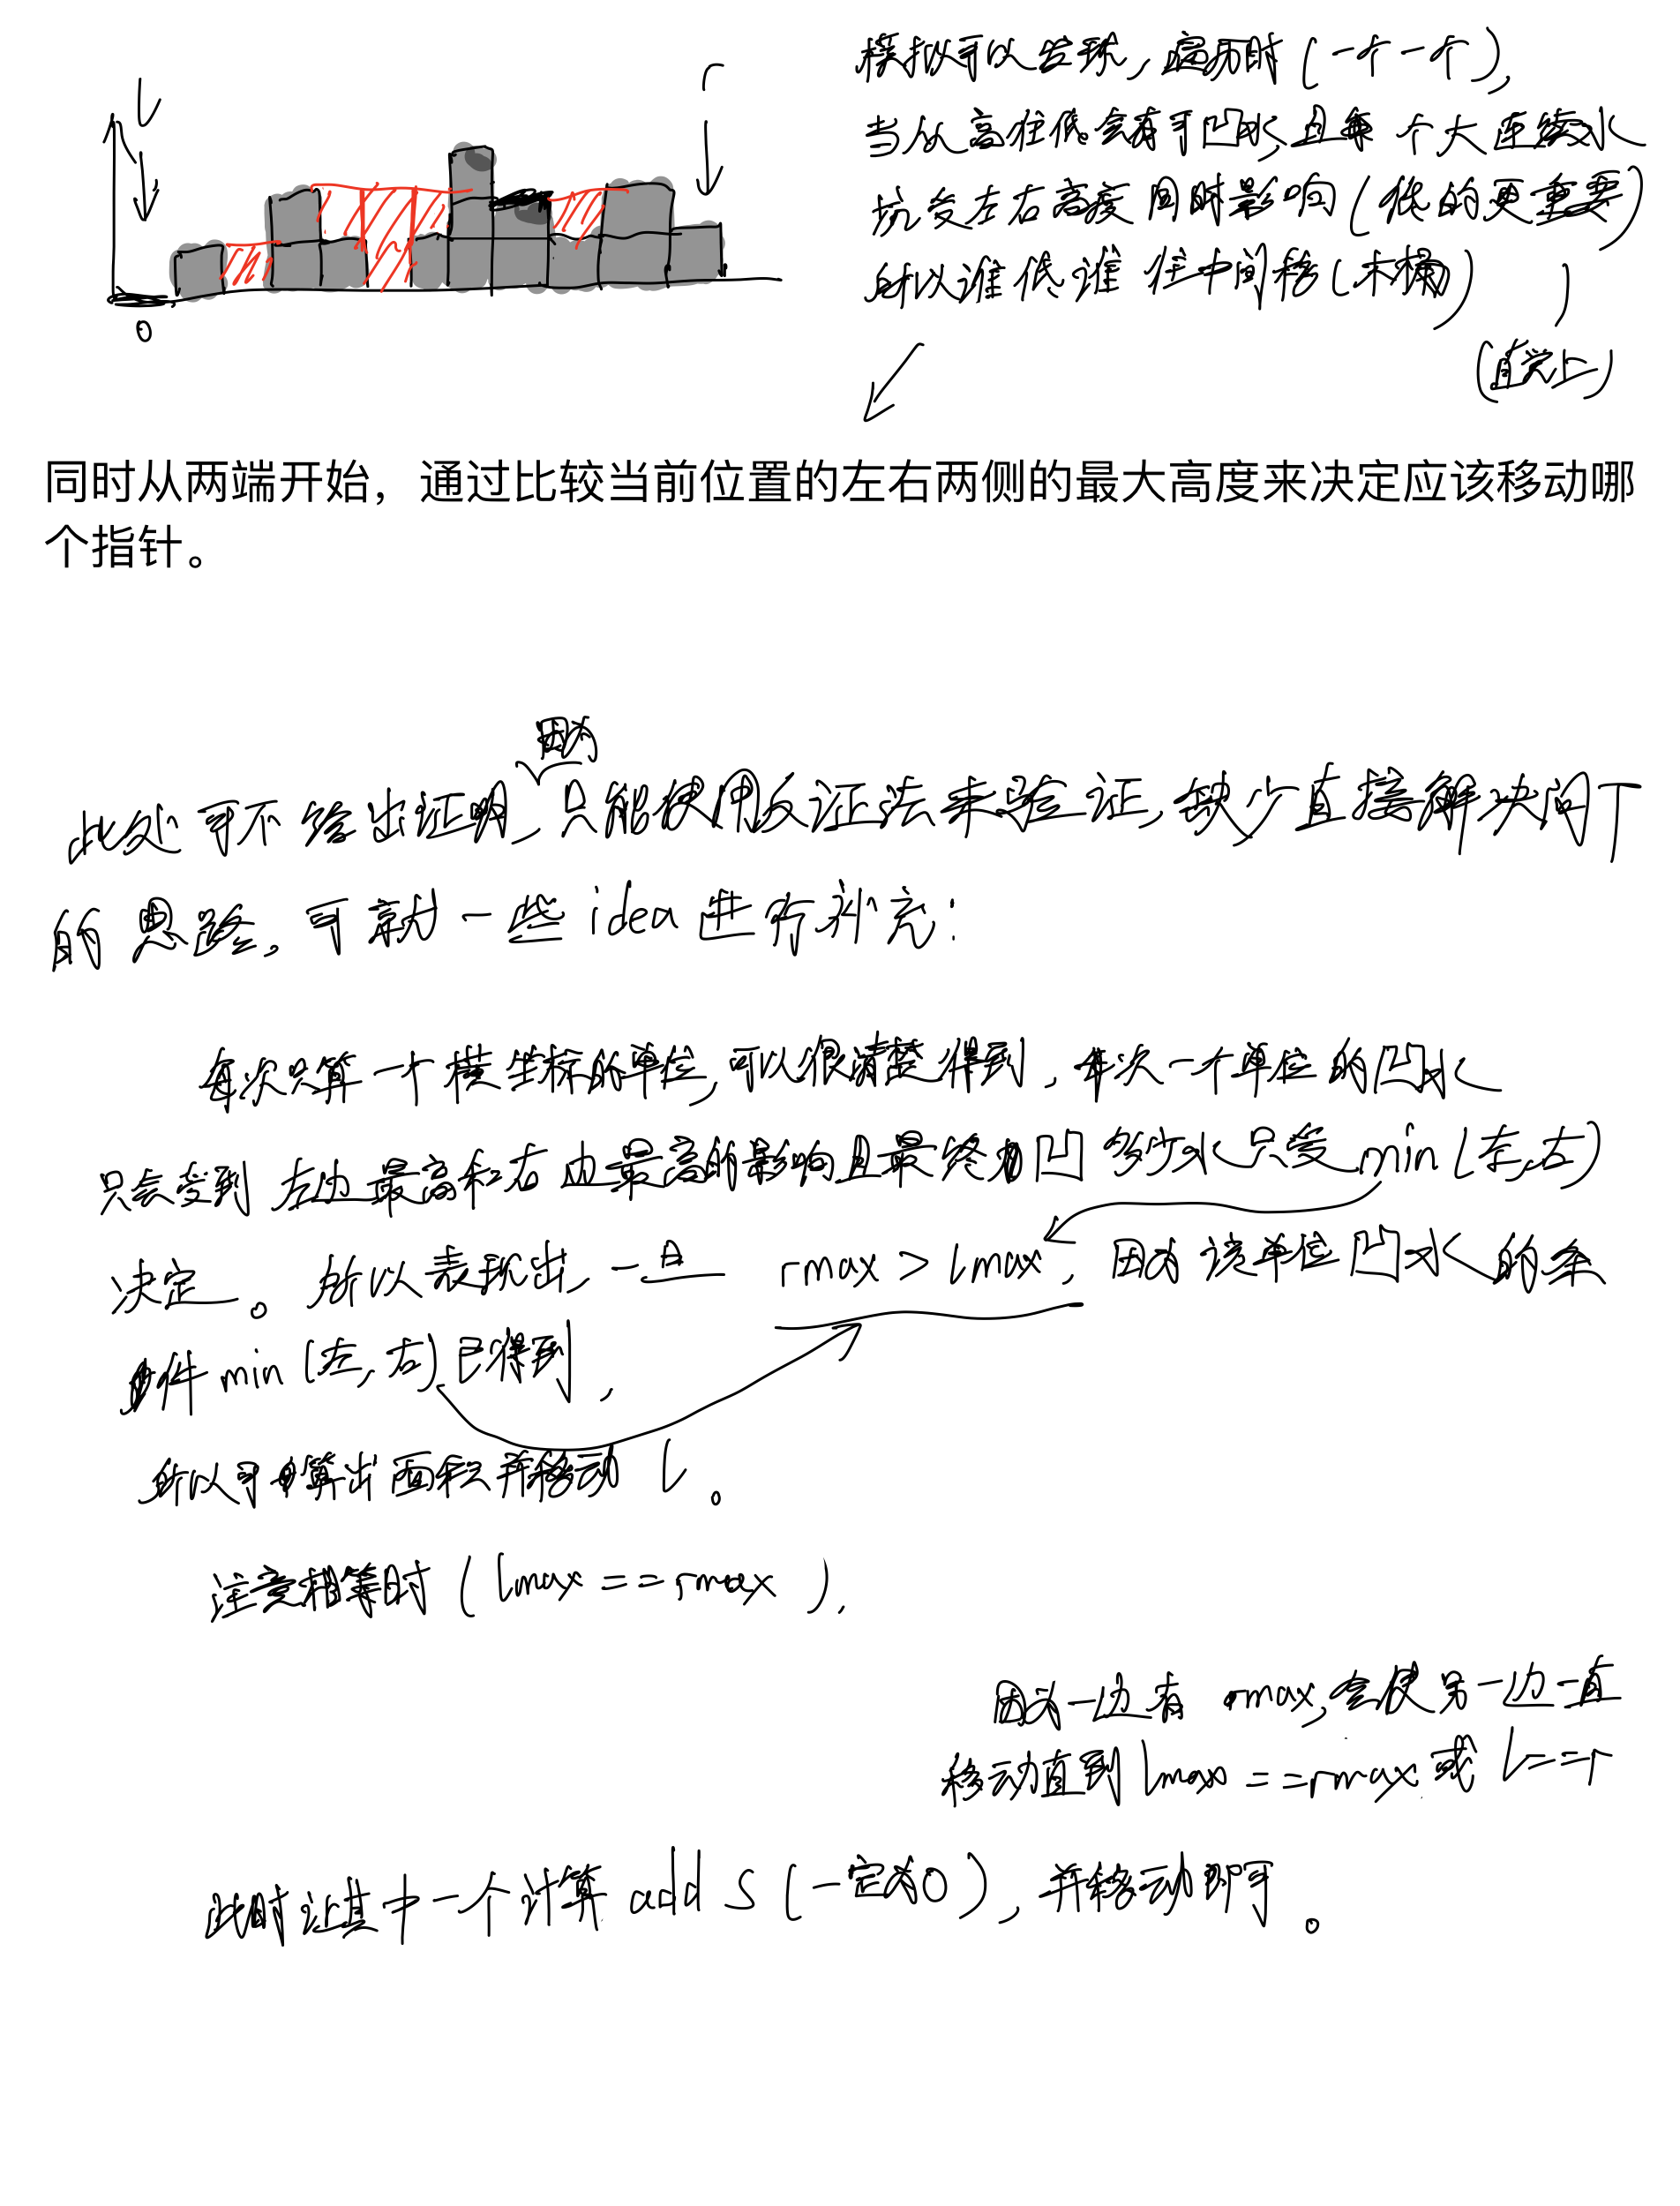 l
r
0
模拟可以发现，遍历时（一个一个），
当从高往低会有可凹水，且每个大连续水
坑受左右高度同时影响（低的更重要）
所以谁低谁往中间移（木桶）)
（直觉上）
同时从两端开始，通过比较当前位置的左右两侧的最大高度来决定应该移动哪
个指针。
因为
此处可不给出证明，只能使用反证法来验证，缺少直接解决问T
的思路。可就一些idea进行补充：
每次只算一个横坐标的单位，可以很清楚得到，每次一个单位的凹水
只会受到左边最高和右边最高的影响且最终凹多少水只受min（左，右）
决定。所以表现出，一旦 rmax > lmax，因为该单位凹水的条
件min（左，右）已得到，
所以可算出面积并移动 l。
注意相等时（lmax == rmax），
因为一边有 rmax，会使另一边一直
移动直到 lmax == rmax 或 l == r
此时让其中一个计算 add S（一定为0），并移动即可。